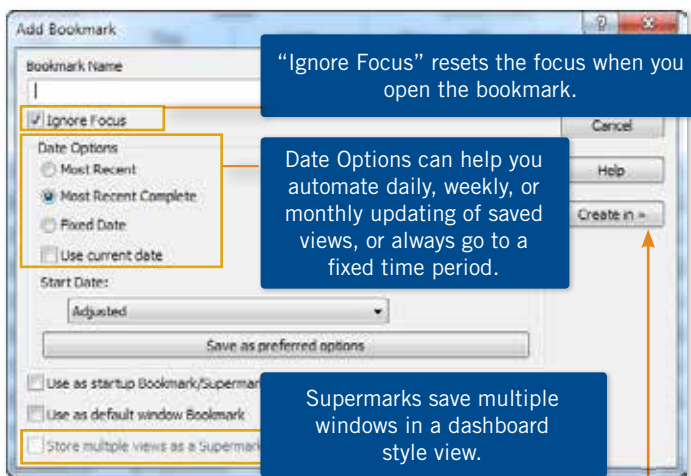 Add Bookmark
Bookmark Name
"Ignore Focus" resets the focus when you
open the bookmark.
Ignore Focus
Cancel
Date Options
Most Recent
Most Recent Complete
Fixed Date
Use current date
Date Options can help you
automate daily, weekly, or
monthly updating of saved
views, or always go to a
fixed time period.
Help
Create in »
Start Date:
Adjusted
Save as preferred options
Use as startup Bookmark/Supermar
Use as default window Bookmark
Store multiple views as a Supermark
Supermarks save multiple
windows in a dashboard
style view.